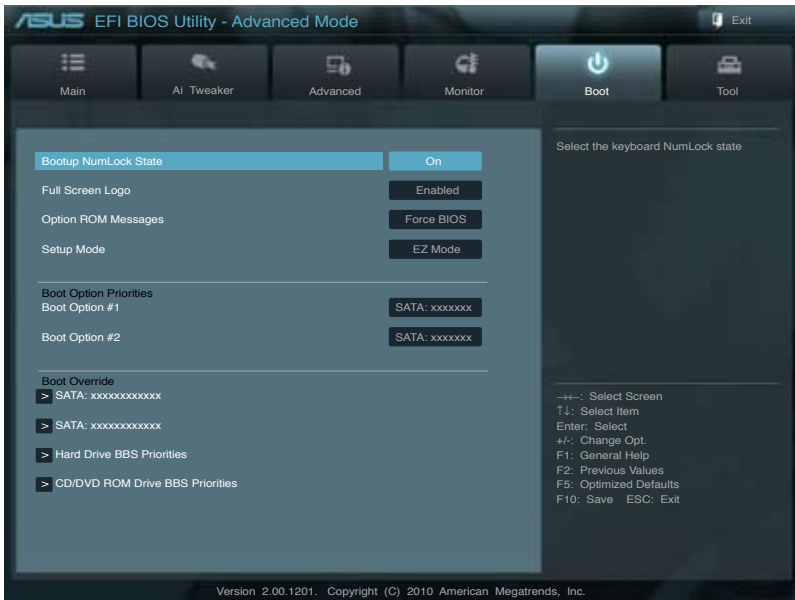 ASUS EFI BIOS Utility - Advanced Mode
Exit
Main
Ai Tweaker
Advanced
Monitor
Boot
Tool
Bootup NumLock State On
Full Screen Logo Enabled
Option ROM Messages Force BIOS
Setup Mode EZ Mode
Boot Option Priorities
Boot Option #1 SATA: xxxxxxx
Boot Option #2 SATA: xxxxxxx
Boot Override
> SATA: xxxxxxxxxxxx
> SATA: xxxxxxxxxxxx
> Hard Drive BBS Priorities
> CD/DVD ROM Drive BBS Priorities
Select the keyboard NumLock state
→←: Select Screen
↑↓: Select Item
Enter: Select
+/-: Change Opt.
F1: General Help
F2: Previous Values
F5: Optimized Defaults
F10: Save ESC: Exit
Version 2.00.1201. Copyright (C) 2010 American Megatrends, Inc.